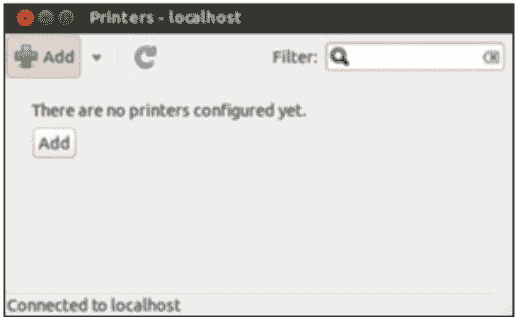 Printers - localhost
Add Filter:
There are no printers configured yet.
Add
Connected to localhost